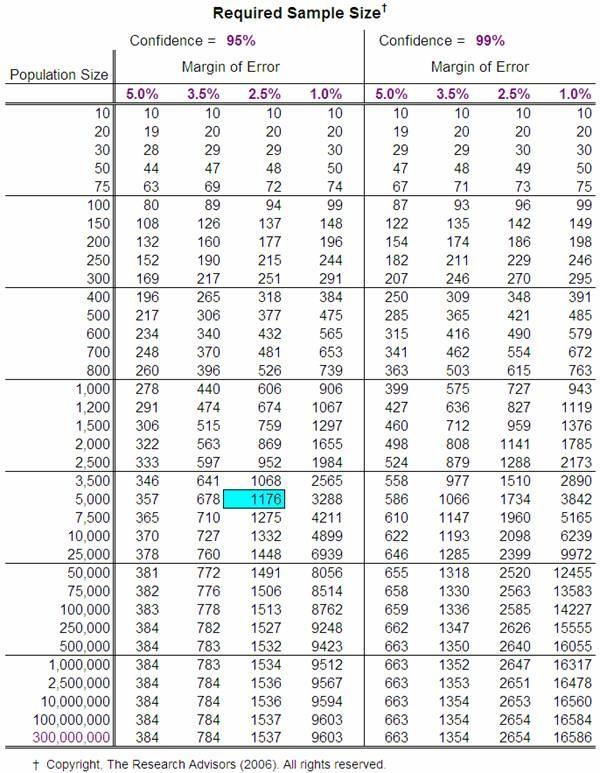 Required Sample Size†
Confidence = 95% Confidence = 99%
Population Size Margin of Error Margin of Error
5.0% 3.5% 2.5% 1.0% 5.0% 3.5% 2.5% 1.0%
10 10 10 10 10 10 10 10 10
20 19 20 20 20 19 20 20 20
30 28 29 29 30 29 29 30 30
50 44 47 48 50 47 48 49 50
75 63 69 72 74 67 71 73 75
100 80 89 94 99 87 93 96 99
150 108 126 137 148 122 135 142 149
200 132 160 177 196 154 174 186 198
250 152 190 215 244 182 211 229 246
300 169 217 251 291 207 246 270 295
400 196 265 318 384 250 309 348 391
500 217 306 377 475 285 365 421 485
600 234 340 432 565 315 416 490 579
700 248 370 481 653 341 462 554 672
800 260 396 526 739 363 503 615 763
1,000 278 440 606 906 399 575 727 943
1,200 291 474 674 1067 427 636 827 1119
1,500 306 515 759 1297 460 712 959 1376
2,000 322 563 869 1655 498 808 1141 1785
2,500 333 597 952 1984 524 879 1288 2173
3,500 346 641 1068 2565 558 977 1510 2890
5,000 357 678 1176 3288 586 1066 1734 3842
7,500 365 710 1275 4211 610 1147 1960 5165
10,000 370 727 1332 4899 622 1193 2098 6239
25,000 378 760 1448 6939 646 1285 2399 9972
50,000 381 772 1491 8056 655 1318 2520 12455
75,000 382 776 1506 8514 658 1330 2563 13583
100,000 383 778 1513 8762 659 1336 2585 14227
250,000 384 782 1527 9248 662 1347 2626 15555
500,000 384 783 1532 9423 663 1350 2640 16055
1,000,000 384 783 1534 9512 663 1352 2647 16317
2,500,000 384 784 1536 9567 663 1353 2651 16478
10,000,000 384 784 1536 9594 663 1354 2653 16560
100,000,000 384 784 1537 9603 663 1354 2654 16584
300,000,000 384 784 1537 9603 663 1354 2654 16586
† Copyright, The Research Advisors (2006). All rights reserved.